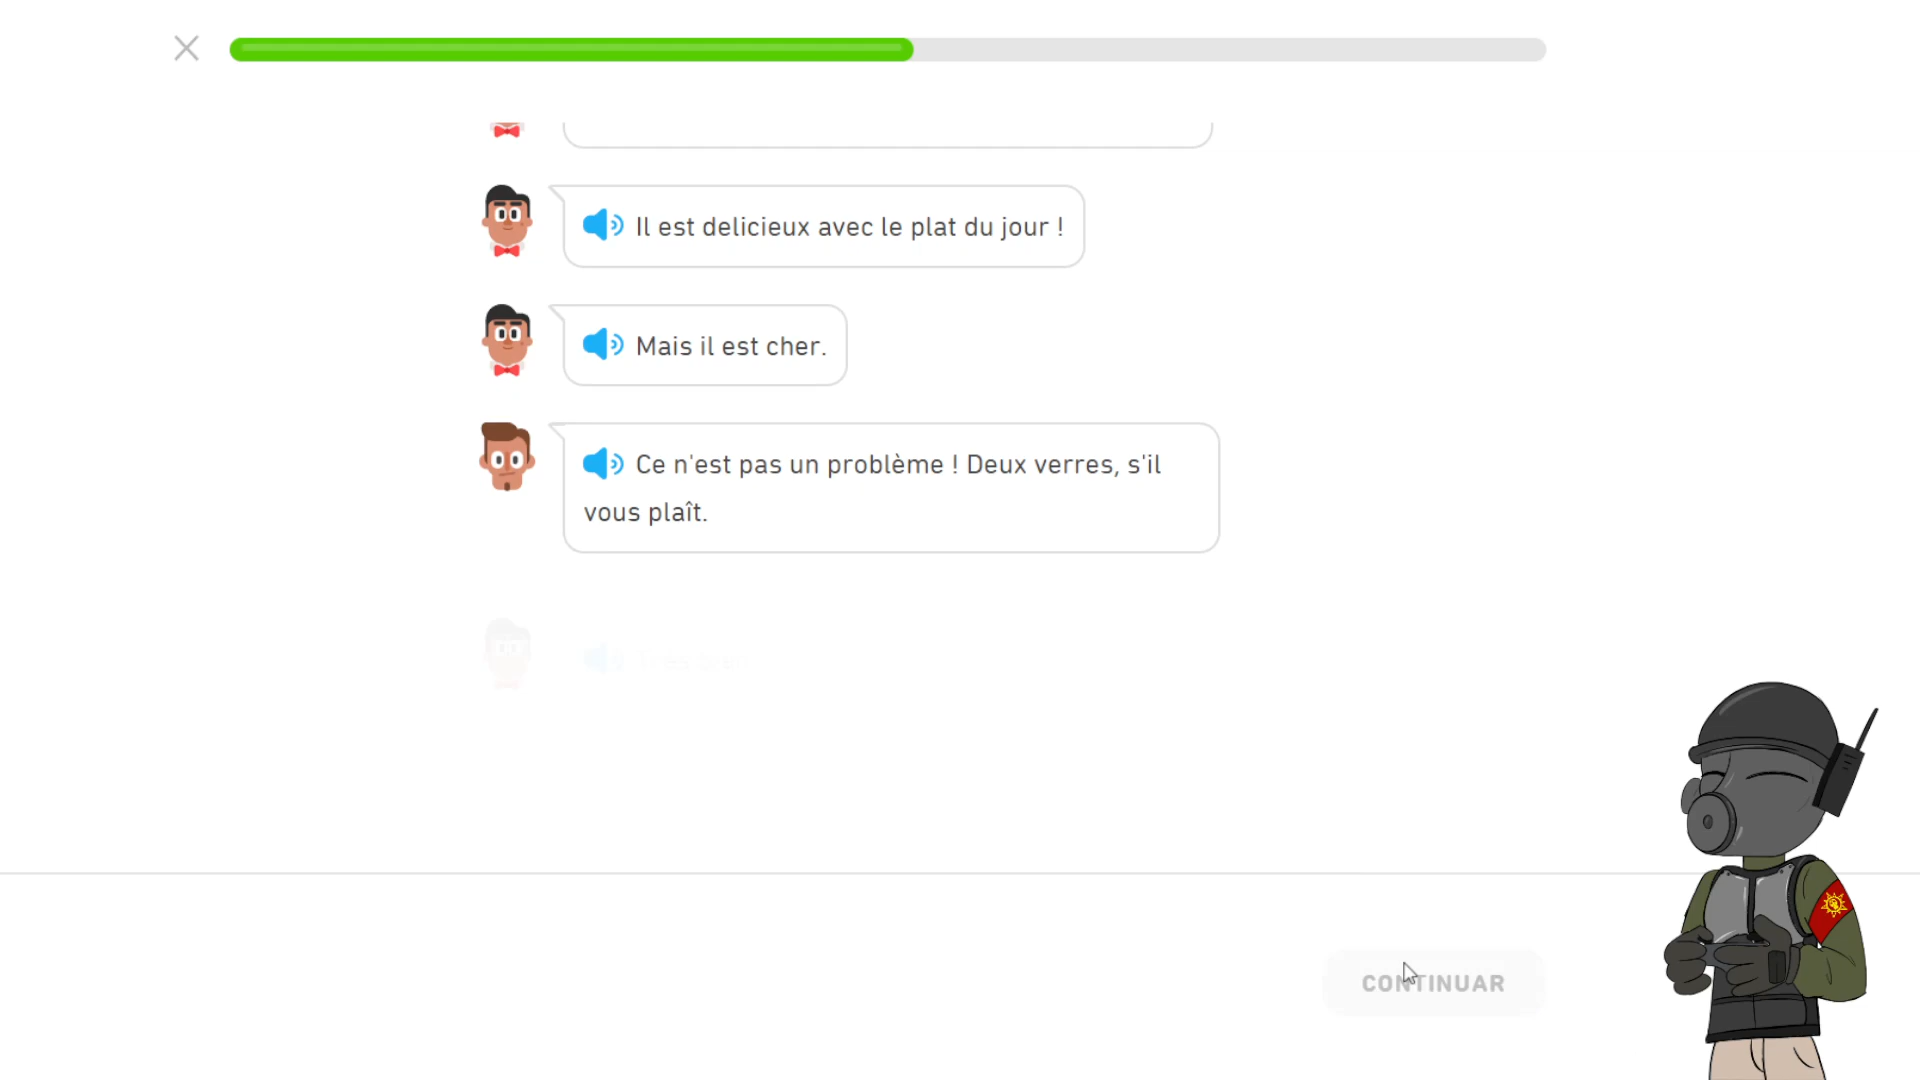 Il est delicieux avec le plat du jour !
Mais il est cher.
Ce n'est pas un problème ! Deux verres, s'il
vous plaît.
CONTINUAR